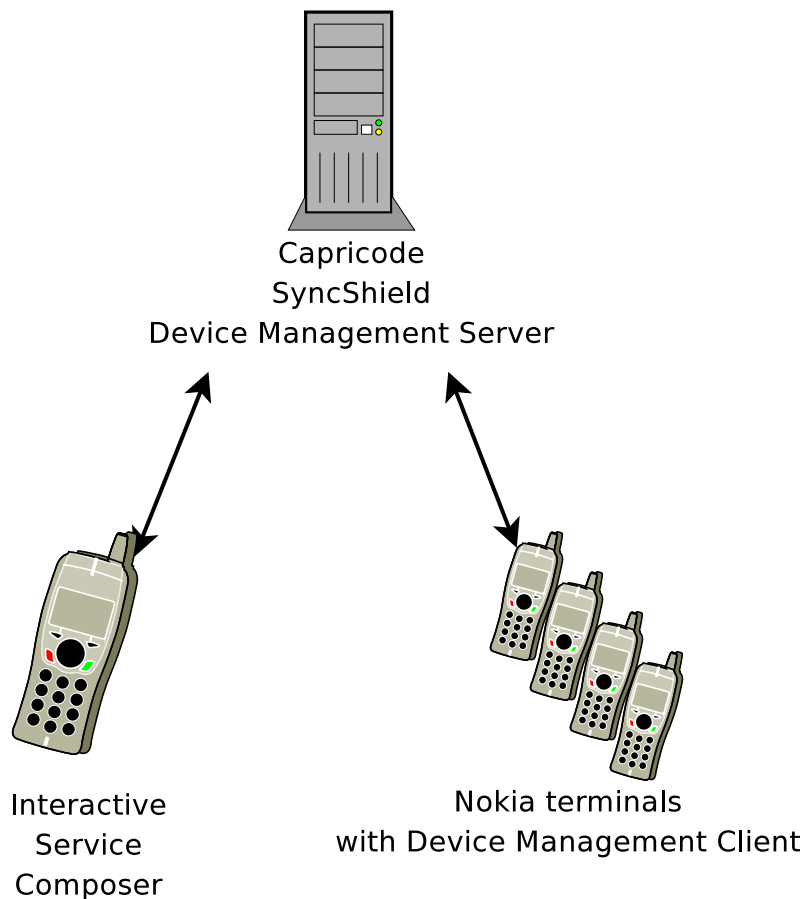 Capricode
SyncShield
Device Management Server
Interactive
Service
Composer
Nokia terminals
with Device Management Client